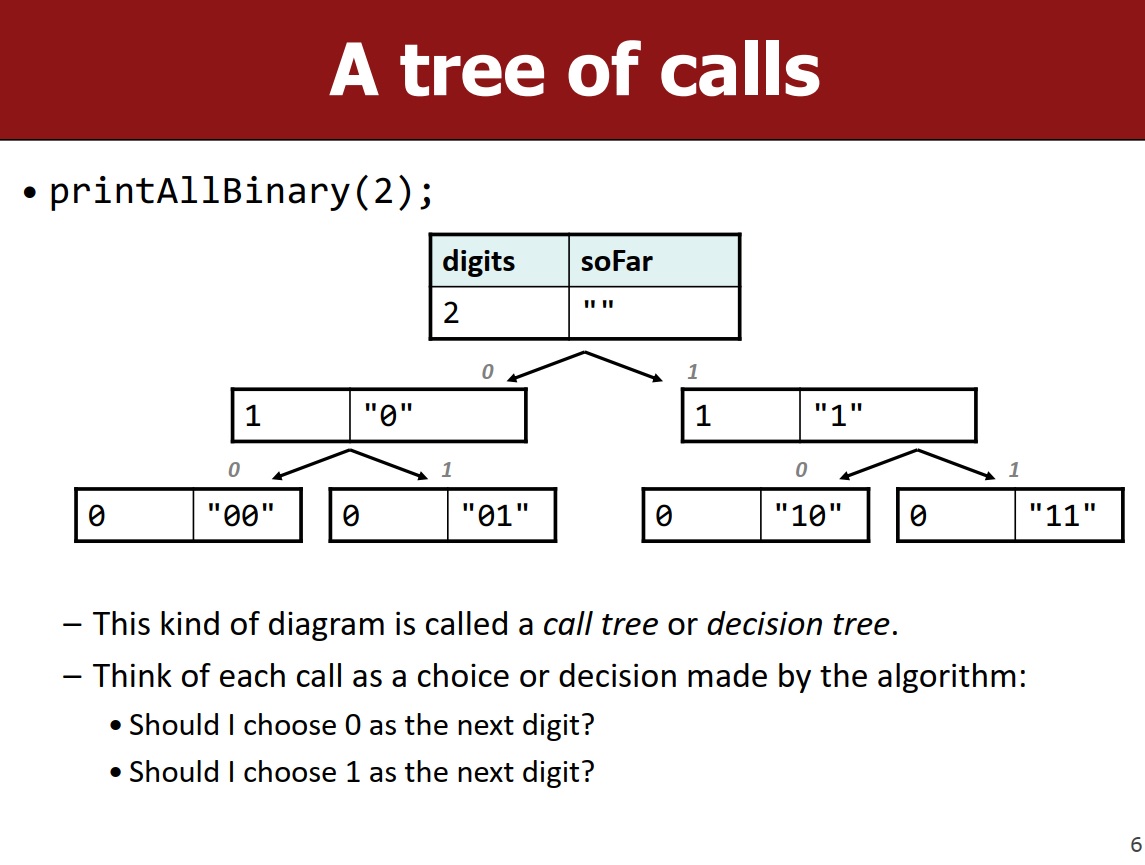 A tree of calls
• printAllBinary(2);
digits soFar
2 ""
0 1
1 "0" 1 "1"
0 1 0 1
0 "00" 0 "01" 0 "10" 0 "11"
– This kind of diagram is called a call tree or decision tree.
– Think of each call as a choice or decision made by the algorithm:
• Should I choose 0 as the next digit?
• Should I choose 1 as the next digit?
6